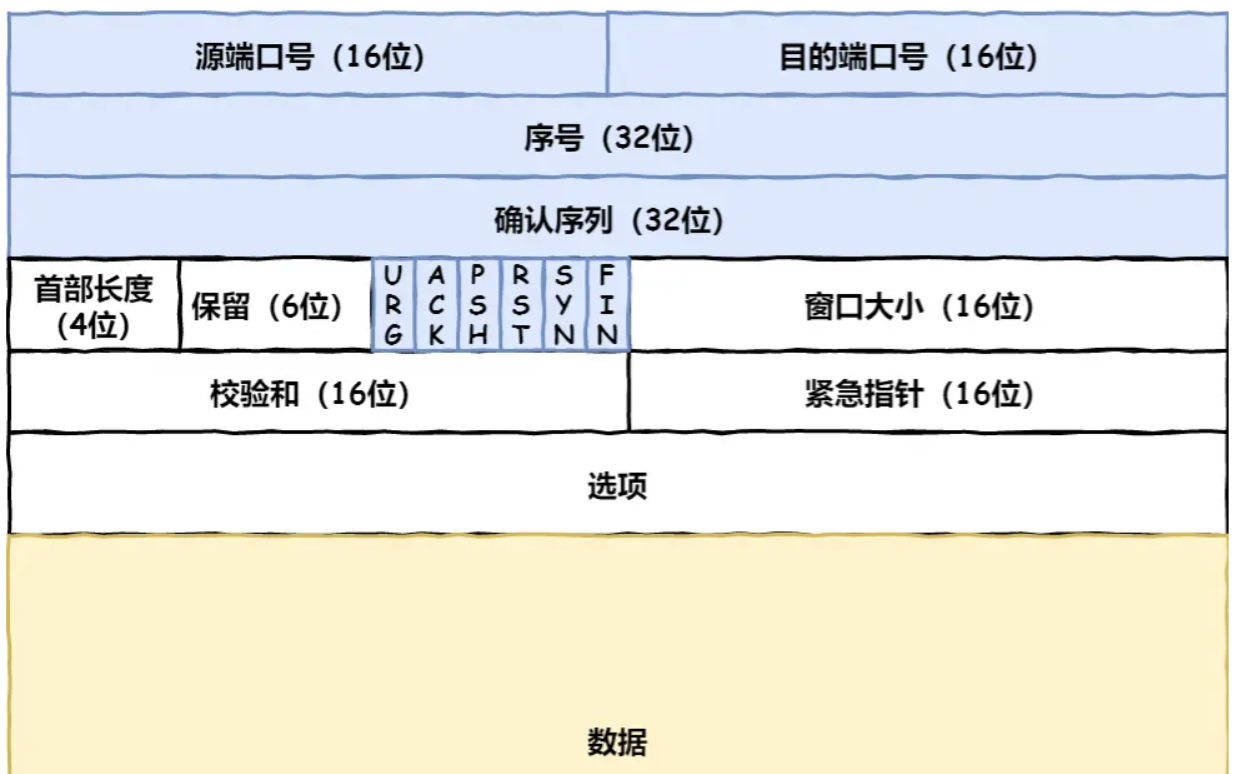 源端口号（16位）
目的端口号（16位）
序号（32位）
确认序列（32位）
首部长度
（4位）
保留（6位）
URG
ACK
PSH
RST
SYN
FIN
窗口大小（16位）
校验和（16位）
紧急指针（16位）
选项
数据